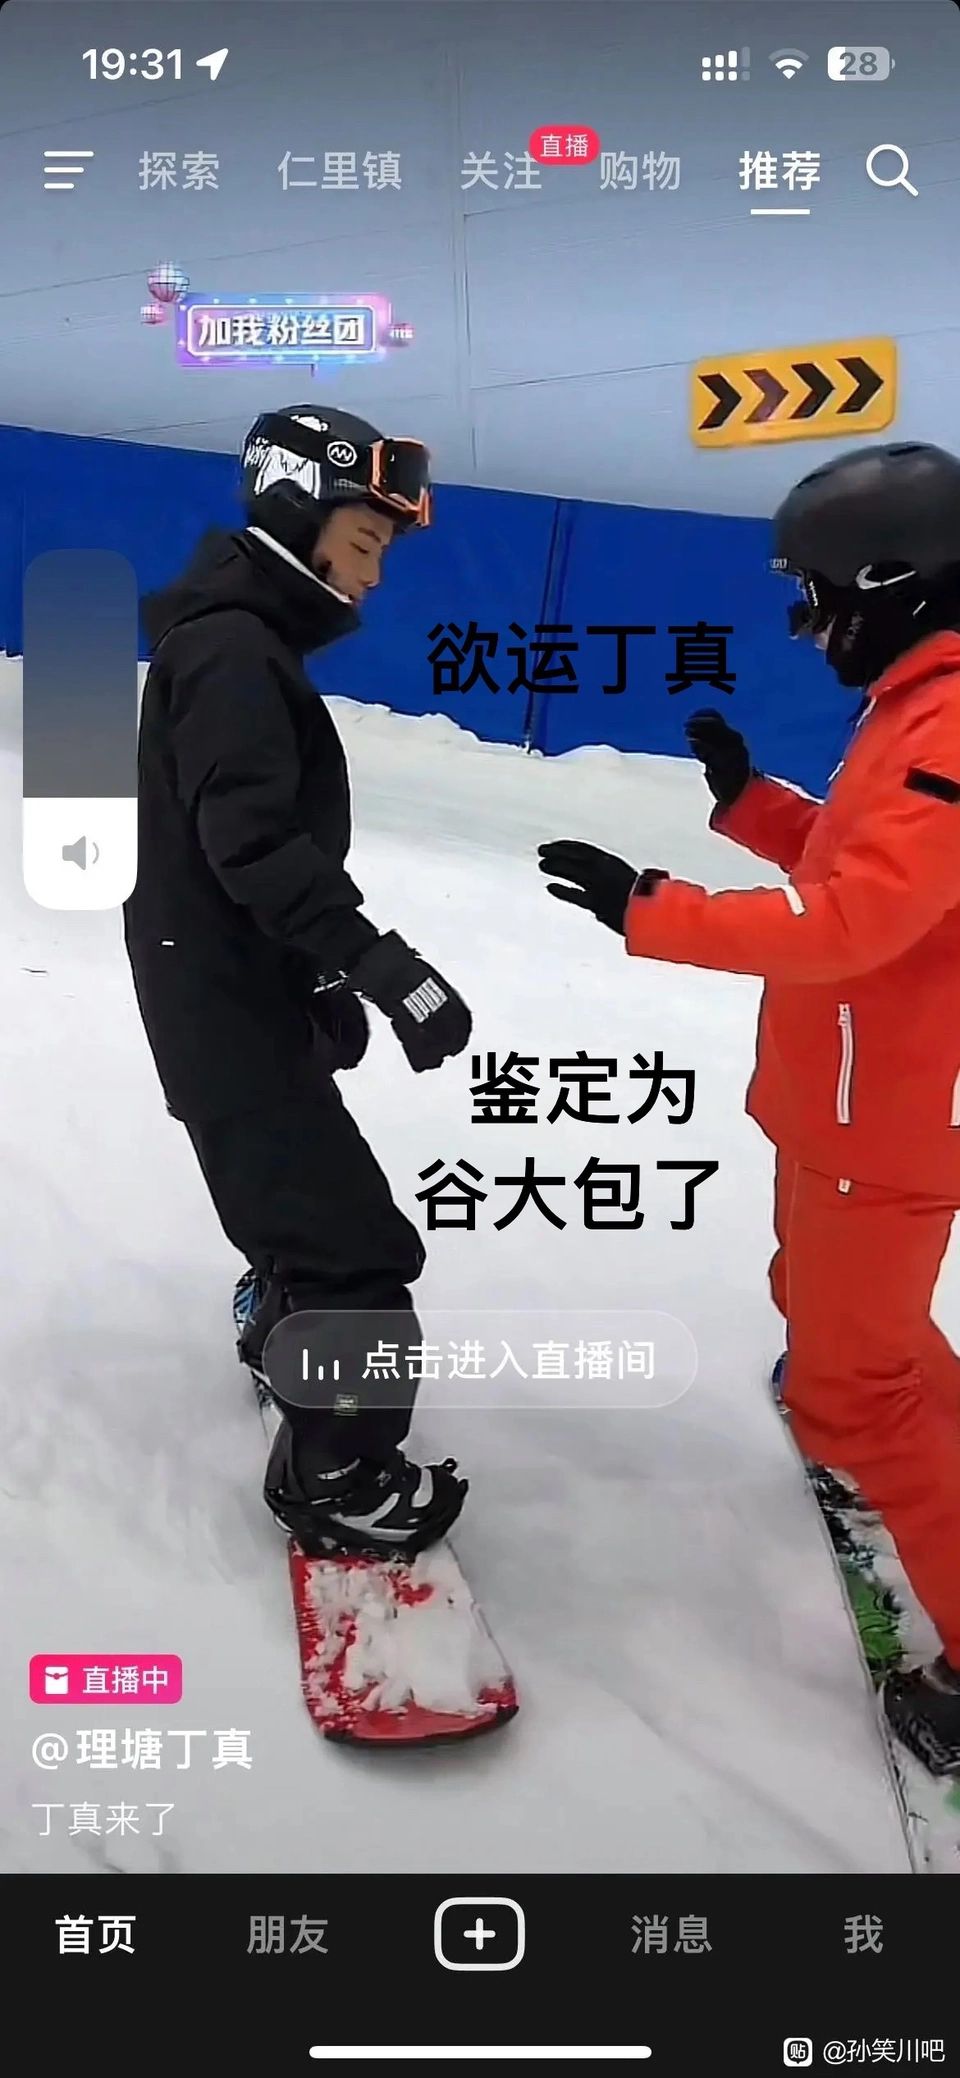 19:31
28
探索 仁里镇 关注 直播 购物 推荐
加我粉丝团
欲运丁真
鉴定为
谷大包了
点击进入直播间
直播中
@理塘丁真
丁真来了
首页 朋友 消息 我
贴 @孙笑川吧